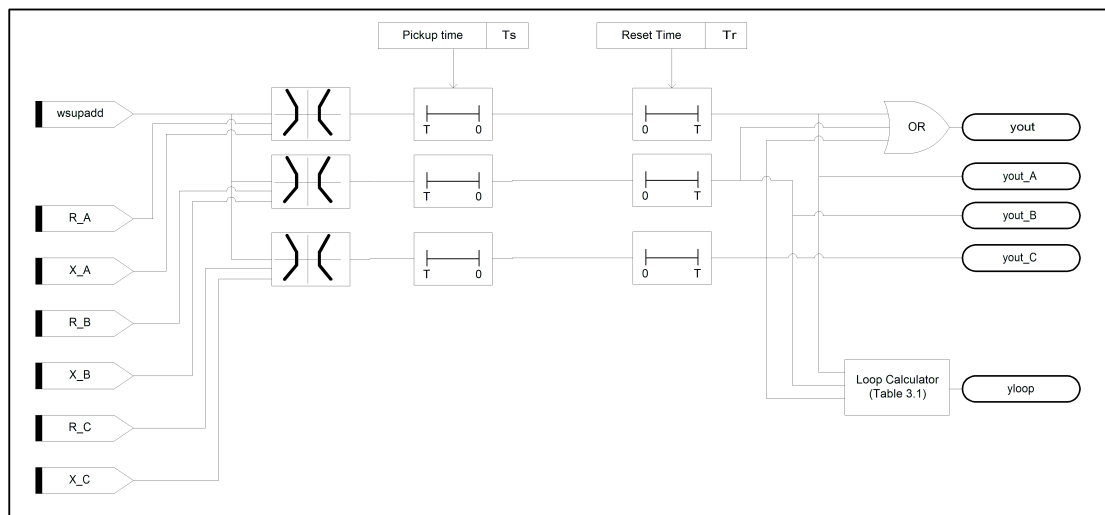 Pickup time Ts
Reset Time Tr
wsupadd
T 0
0 T
OR
yout
T 0
0 T
yout_A
R_A
yout_B
X_A
T 0
0 T
yout_C
R_B
X_B
Loop Calculator
(Table 3.1)
yloop
R_C
X_C